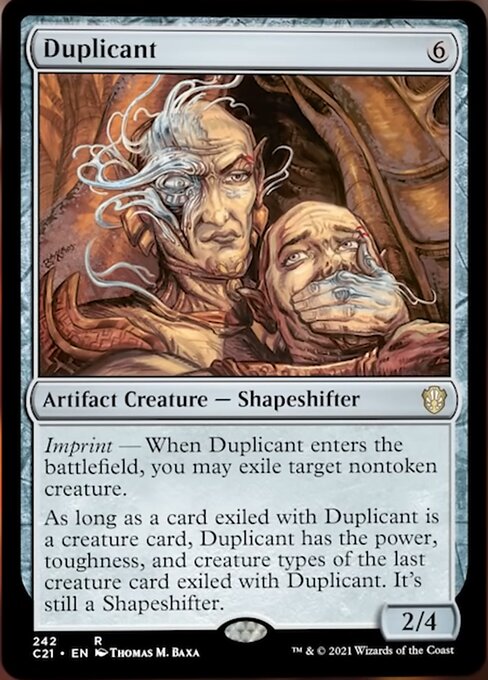 Duplicant 6
Artifact Creature — Shapeshifter
Imprint — When Duplicant enters the
battlefield, you may exile target nontoken
creature.
As long as a card exiled with Duplicant is
a creature card, Duplicant has the power,
toughness, and creature types of the last
creature card exiled with Duplicant. It's
still a Shapeshifter.
2/4
242 R
C21 • EN Thomas M. Baxa
™ & © 2021 Wizards of the Coast